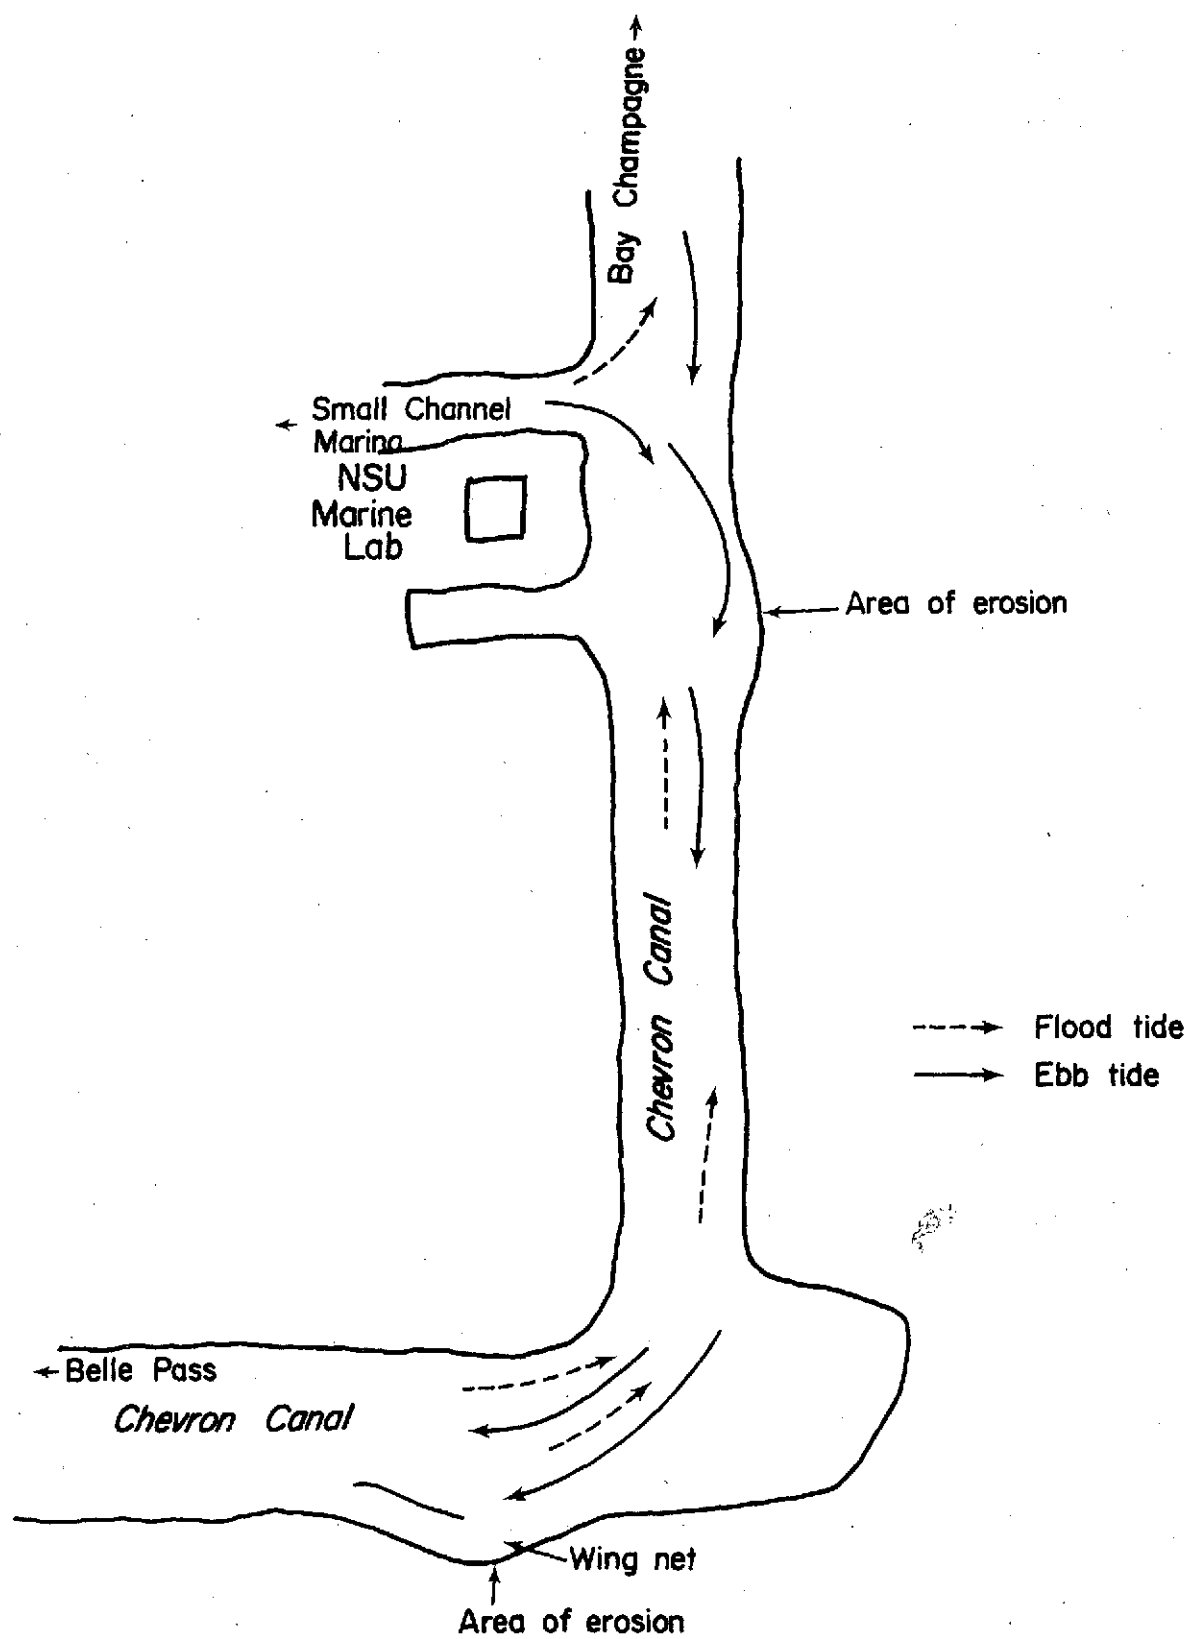 Bay Champagne
Small Channel
Marina
NSU
Marine
Lab
Area of erosion
Chevron Canal
Flood tide
Ebb tide
Belle Pass
Chevron Canal
Wing net
Area of erosion